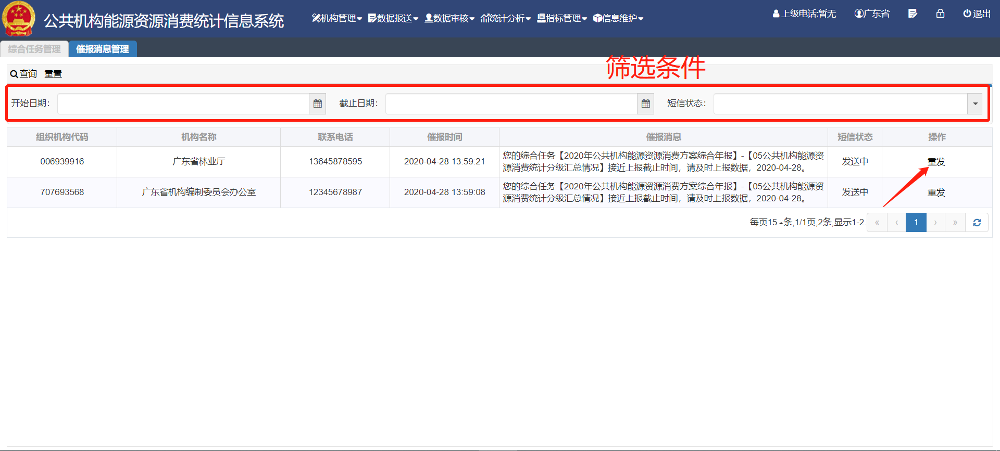 公共机构能源资源消费统计信息系统
机构管理 数据报送 数据审核 统计分析 指标管理 信息维护
上级电话:暂无 广东省 退出
综合任务管理 催报消息管理
筛选条件
查询 重置
开始日期: 截止日期: 短信状态:
组织机构代码 机构名称 联系电话 催报时间 催报消息 短信状态 操作
006939916 广东省林业厅 13645878595 2020-04-28 13:59:21 您的综合任务【2020年公共机构能源资源消费方案综合年报】-【05公共机构能源资 发送中 重发
源消费统计分级汇总情况】接近上报截止时间，请及时上报数据，2020-04-28。
707693568 广东省机构编制委员会办公室 12345678987 2020-04-28 13:59:08 您的综合任务【2020年公共机构能源资源消费方案综合年报】-【05公共机构能源资 发送中 重发
源消费统计分级汇总情况】接近上报截止时间，请及时上报数据，2020-04-28。
每页15条,1/1页,2条,显示1-2. « ‹ 1 › »